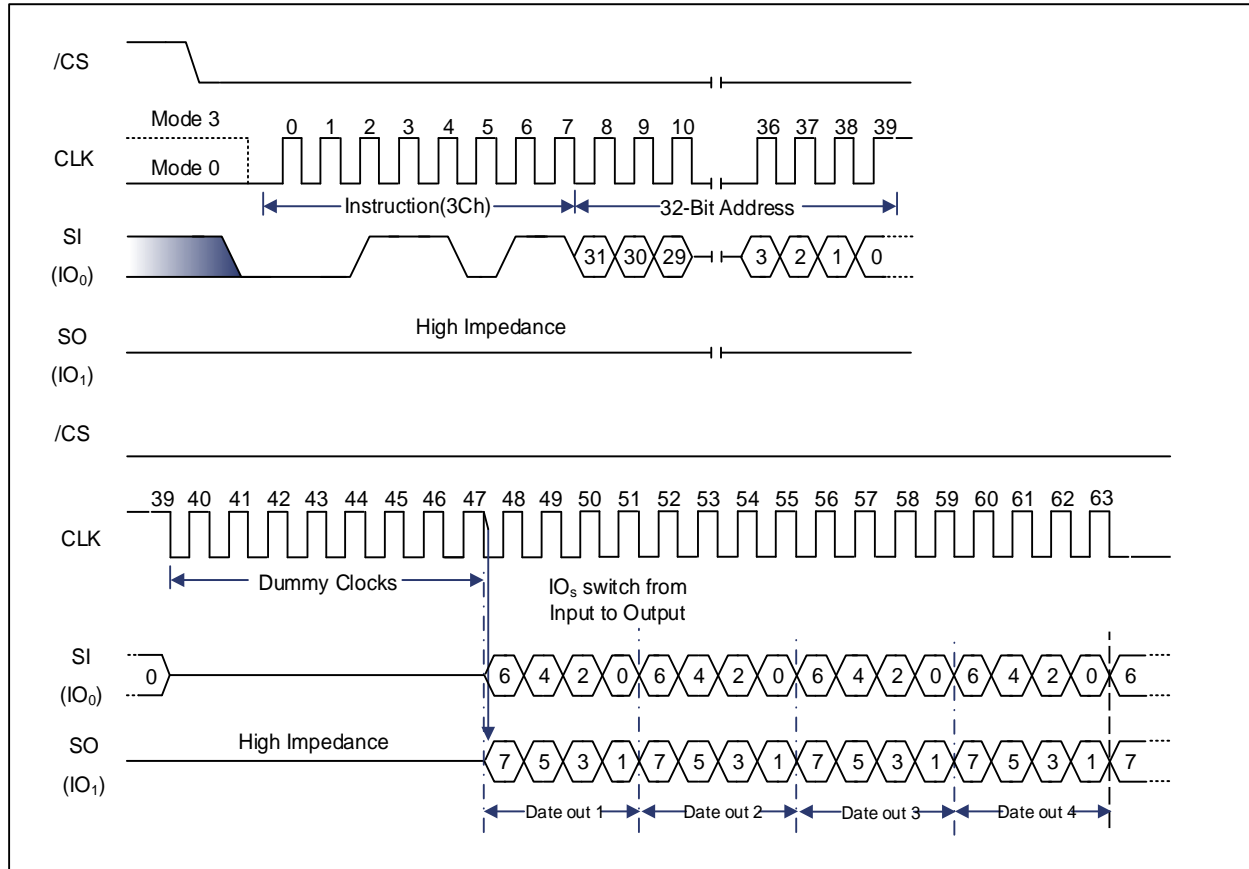 /CS
Mode 3
0 1 2 3 4 5 6 7 8 9 10 36 37 38 39
CLK
Mode 0
Instruction(3Ch) 32-Bit Address
SI
(IO₀)
31 30 29 3 2 1 0
SO
(IO₁)
High Impedance
/CS
39 40 41 42 43 44 45 46 47 48 49 50 51 52 53 54 55 56 57 58 59 60 61 62 63
CLK
Dummy Clocks
IOₛ switch from
Input to Output
SI
(IO₀)
0 6 4 2 0 6 4 2 0 6 4 2 0 6 4 2 0 6
SO
(IO₁)
High Impedance
7 5 3 1 7 5 3 1 7 5 3 1 7 5 3 1 7
Date out 1 Date out 2 Date out 3 Date out 4